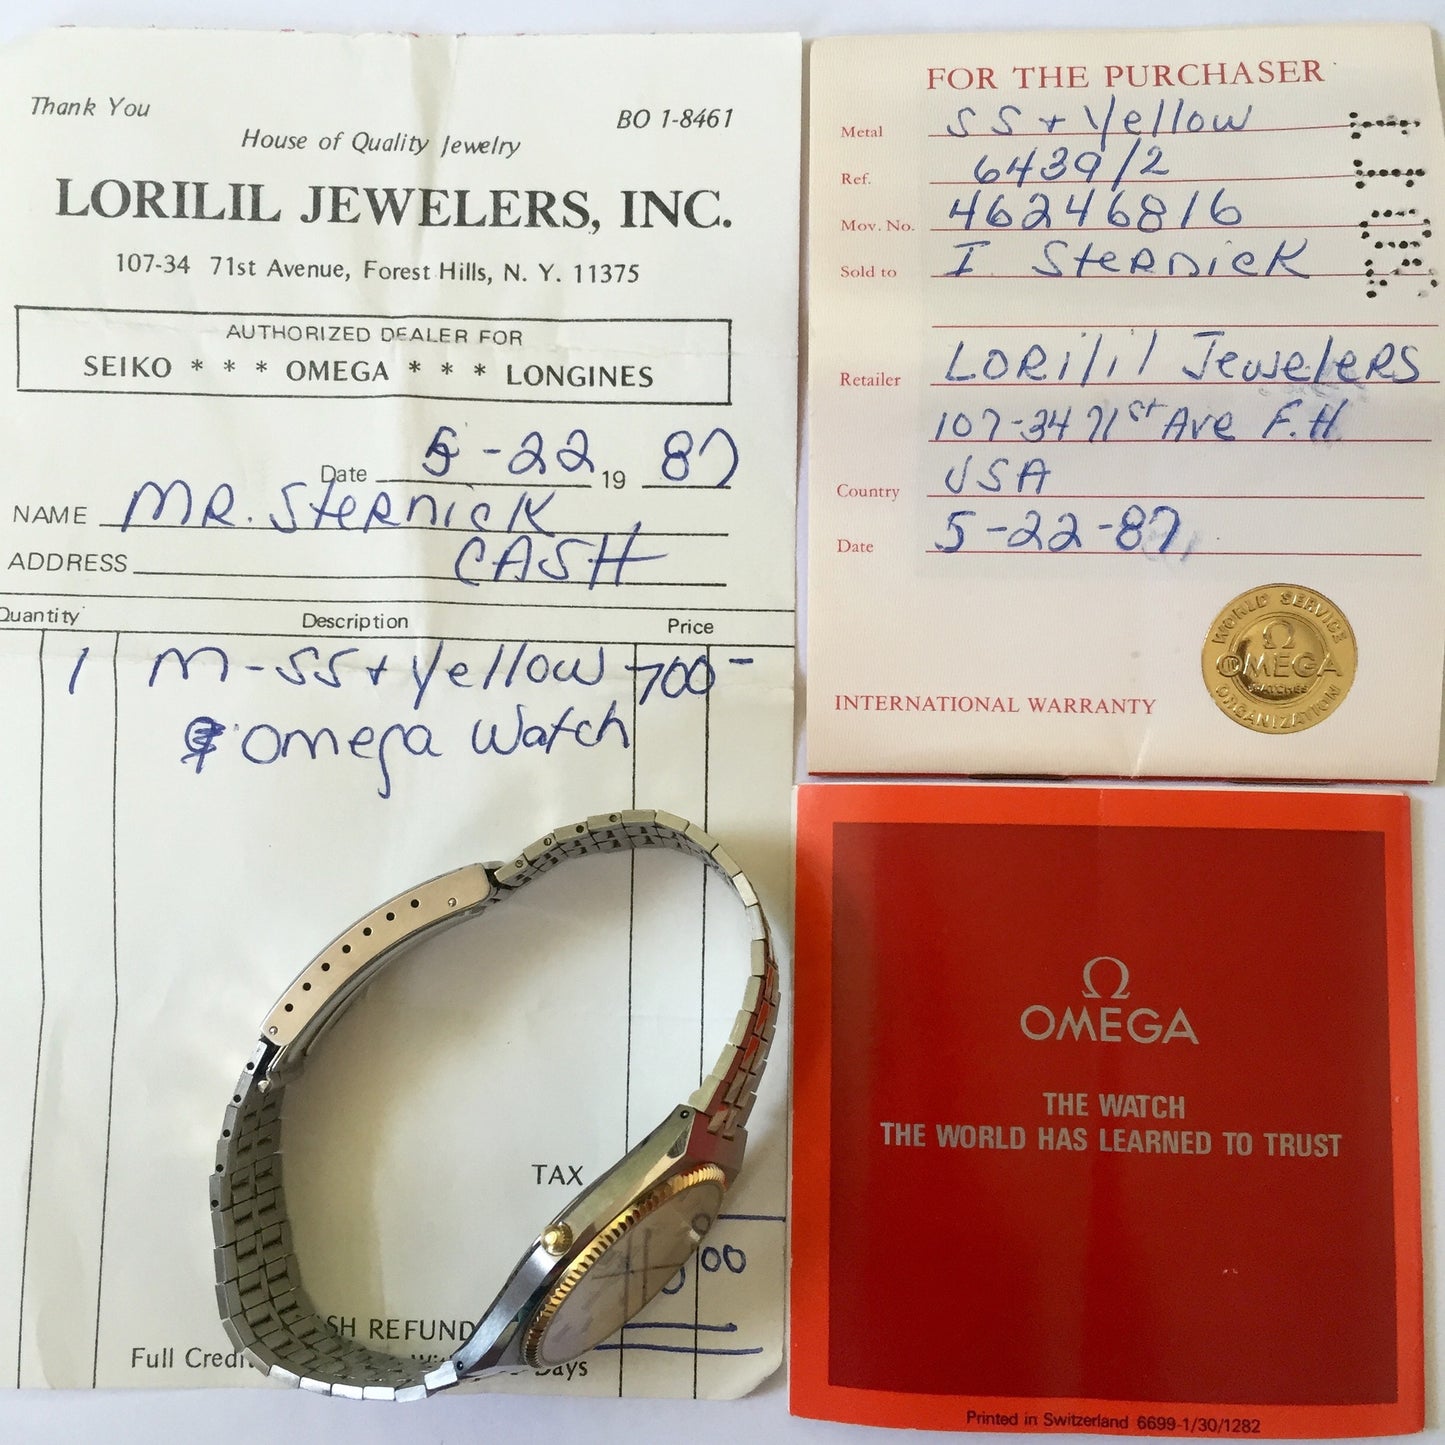 Thank You
BO 1-8461
House of Quality Jewelry
LORILIL JEWELERS, INC.
107-34 71st Avenue, Forest Hills, N. Y. 11375
AUTHORIZED DEALER FOR
SEIKO * * * OMEGA * * * LONGINES
Date 5-22 19 87
NAME MR. Sternick
ADDRESS CASH
Quantity Description Price
1 M-SS + Yellow 700 -
Omega Watch
TAX
00
SH REFUND
Full Credi
ays
FOR THE PURCHASER
Metal SS + Yellow
Ref. 6439/2
Mov. No. 46246816
Sold to I. Sternick
Retailer Lorilil Jewelers
107-34 71st Ave F.H
Country USA
Date 5-22-87
INTERNATIONAL WARRANTY
WORLD SERVICE
Ω
OMEGA
WATCHES
ORGANIZATION
Ω
OMEGA
THE WATCH
THE WORLD HAS LEARNED TO TRUST
Printed in Switzerland 6699-1/30/1282